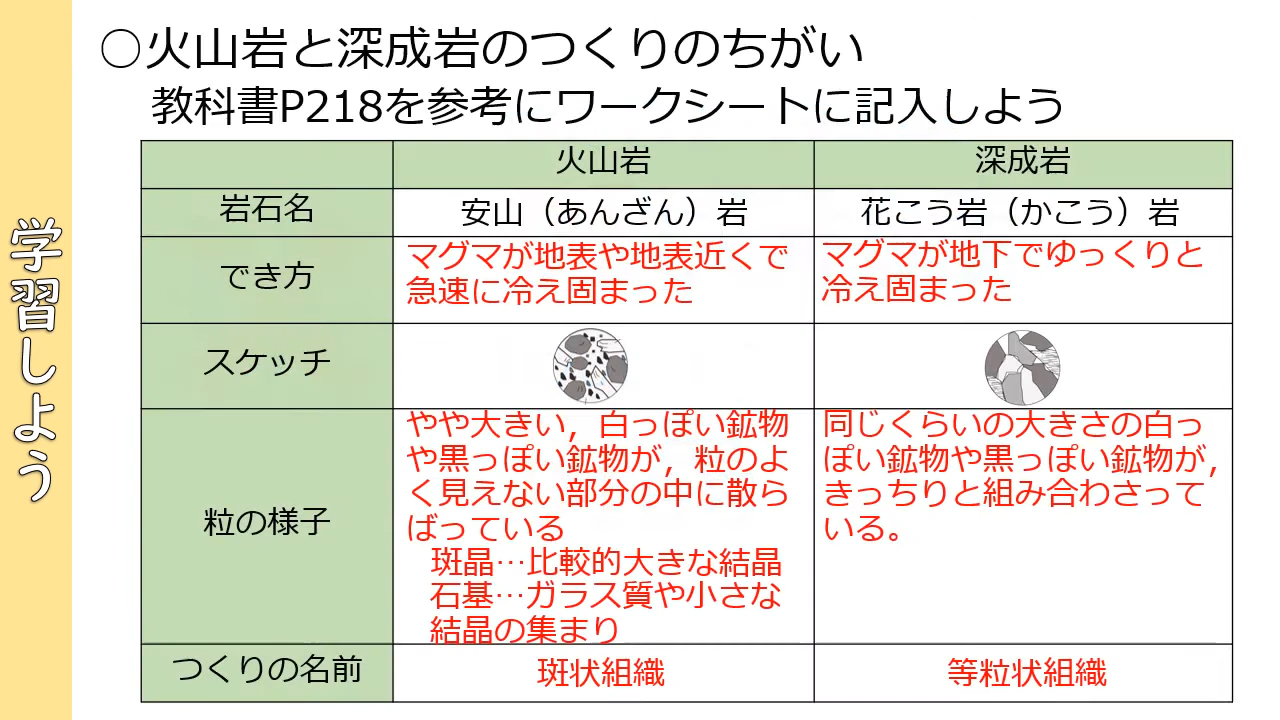 学習しよう
○火山岩と深成岩のつくりのちがい
教科書P218を参考にワークシートに記入しよう
火山岩 深成岩
岩石名 安山（あんざん）岩 花こう岩（かこう）岩
でき方
マグマが地表や地表近くで
急速に冷え固まった
マグマが地下でゆっくりと
冷え固まった
スケッチ
粒の様子
やや大きい，白っぽい鉱物
や黒っぽい鉱物が，粒のよ
く見えない部分の中に散ら
ばっている
斑晶…比較的大きな結晶
石基…ガラス質や小さな
結晶の集まり
同じくらいの大きさの白っ
ぽい鉱物や黒っぽい鉱物が，
きっちりと組み合わさって
いる。
つくりの名前 斑状組織 等粒状組織